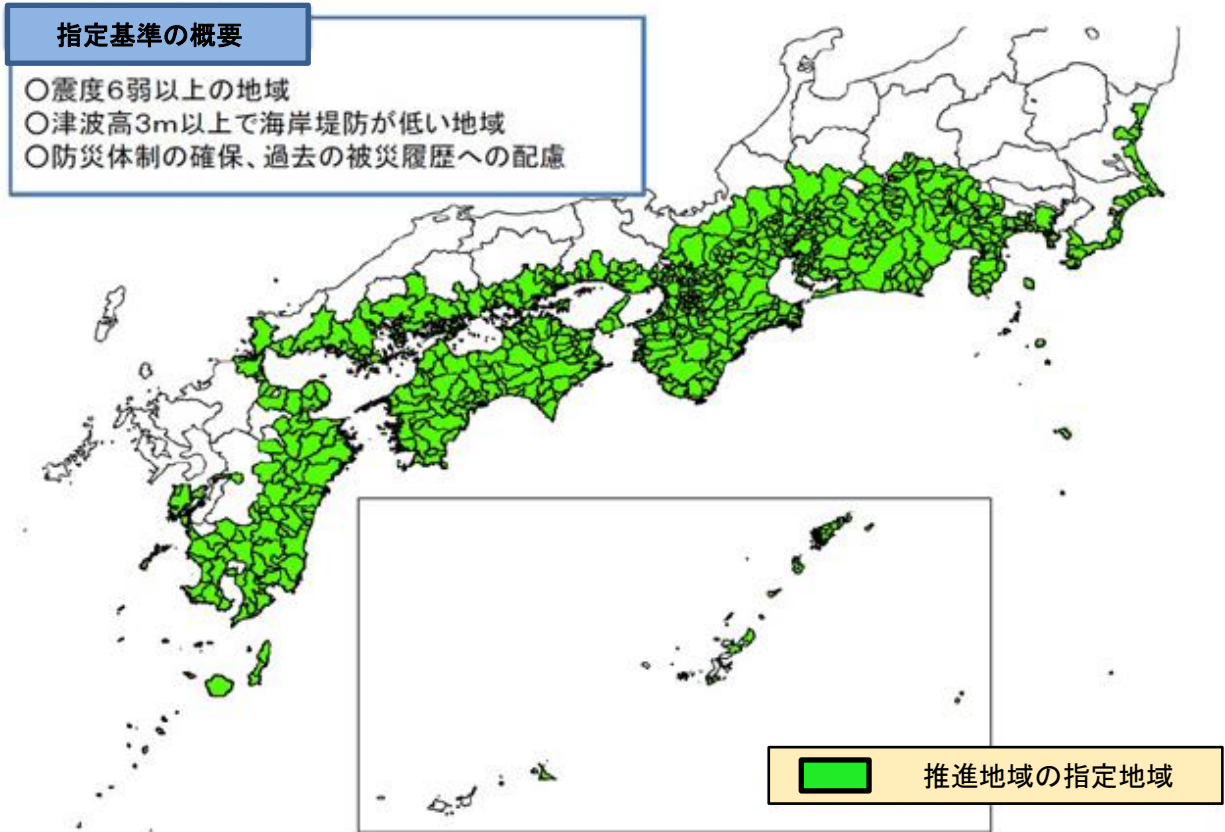 指定基準の概要
○震度6弱以上の地域
○津波高3m以上で海岸堤防が低い地域
○防災体制の確保、過去の被災履歴への配慮
推進地域の指定地域